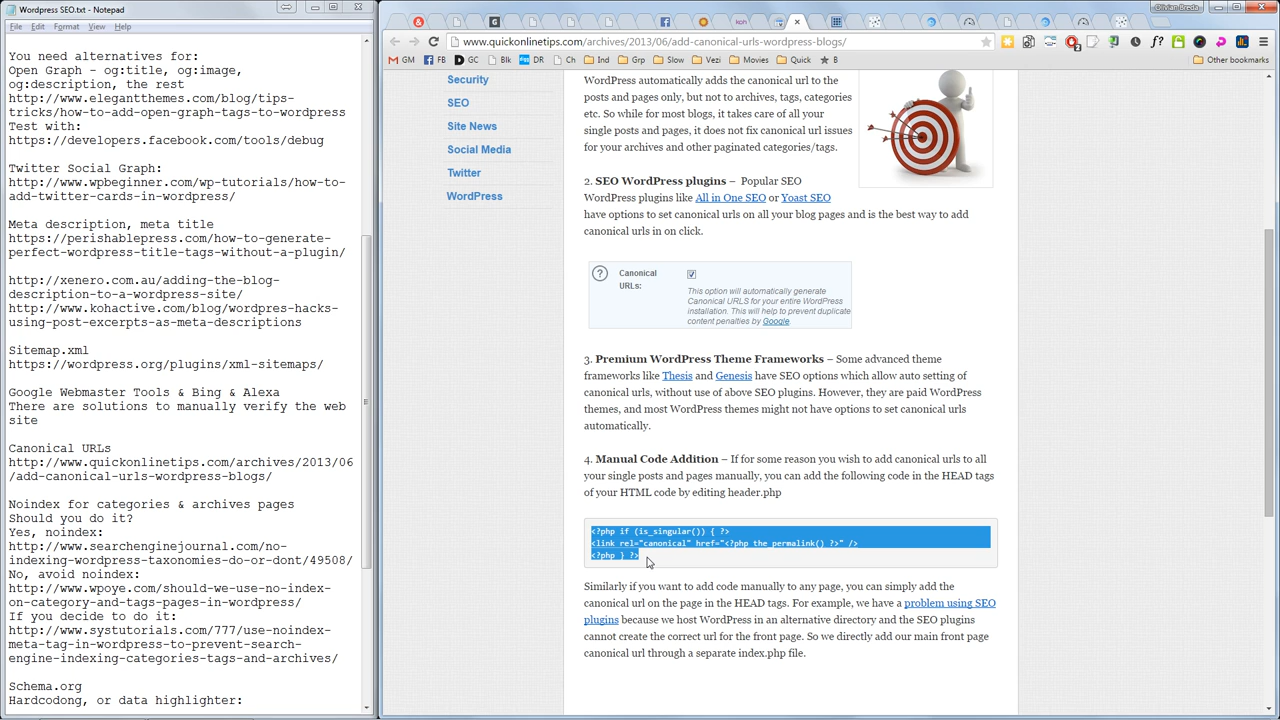 Wordpress SEO.txt - Notepad
File Edit Format View Help
You need alternatives for:
Open Graph - og:title, og:image,
og:description, the rest
http://www.elegantthemes.com/blog/tips-
tricks/how-to-add-open-graph-tags-to-wordpress
Test with:
https://developers.facebook.com/tools/debug
Twitter Social Graph:
http://www.wpbeginner.com/wp-tutorials/how-to-
add-twitter-cards-in-wordpress/
Meta description, meta title
https://perishablepress.com/how-to-generate-
perfect-wordpress-title-tags-without-a-plugin/
http://xenero.com.au/adding-the-blog-
description-to-a-wordpress-site/
http://www.kohactive.com/blog/wordpres-hacks-
using-post-excerpts-as-meta-descriptions
Sitemap.xml
https://wordpress.org/plugins/xml-sitemaps/
Google Webmaster Tools & Bing & Alexa
There are solutions to manually verify the web
site
Canonical URLs
http://www.quickonlinetips.com/archives/2013/06
/add-canonical-urls-wordpress-blogs/
Noindex for categories & archives pages
Should you do it?
Yes, noindex:
http://www.searchenginejournal.com/no-
indexing-wordpress-taxonomies-do-or-dont/49508/
No, avoid noindex:
http://www.wpoye.com/should-we-use-no-index-
on-category-and-tags-pages-in-wordpress/
If you decide to do it:
http://www.systutorials.com/777/use-noindex-
meta-tag-in-wordpress-to-prevent-search-
engine-indexing-categories-tags-and-archives/
Schema.org
Hardcodong, or data highlighter:
Olivian Breda
koh
www.quickonlinetips.com/archives/2013/06/add-canonical-urls-wordpress-blogs/
GM FB GC Blk DR Ch Ind Grp Slow Vezi Movies Quick B Other bookmarks
Security
SEO
Site News
Social Media
Twitter
WordPress
WordPress automatically adds the canonical url to the
posts and pages only, but not to archives, tags, categories
etc. So while for most blogs, it takes care of all your
single posts and pages, it does not fix canonical url issues
for your archives and other paginated categories/tags.
2. SEO WordPress plugins – Popular SEO
WordPress plugins like All in One SEO or Yoast SEO
have options to set canonical urls on all your blog pages and is the best way to add
canonical urls in on click.
? Canonical
URLs:
This option will automatically generate
Canonical URLS for your entire WordPress
installation. This will help to prevent duplicate
content penalties by Google.
3. Premium WordPress Theme Frameworks – Some advanced theme
frameworks like Thesis and Genesis have SEO options which allow auto setting of
canonical urls, without use of above SEO plugins. However, they are paid WordPress
themes, and most WordPress themes might not have options to set canonical urls
automatically.
4. Manual Code Addition – If for some reason you wish to add canonical urls to all
your single posts and pages manually, you can add the following code in the HEAD tags
of your HTML code by editing header.php
<?php if (is_singular()) { ?>
<link rel="canonical" href="<?php the_permalink() ?>" />
<?php } ?>
Similarly if you want to add code manually to any page, you can simply add the
canonical url on the page in the HEAD tags. For example, we have a problem using SEO
plugins because we host WordPress in an alternative directory and the SEO plugins
cannot create the correct url for the front page. So we directly add our main front page
canonical url through a separate index.php file.